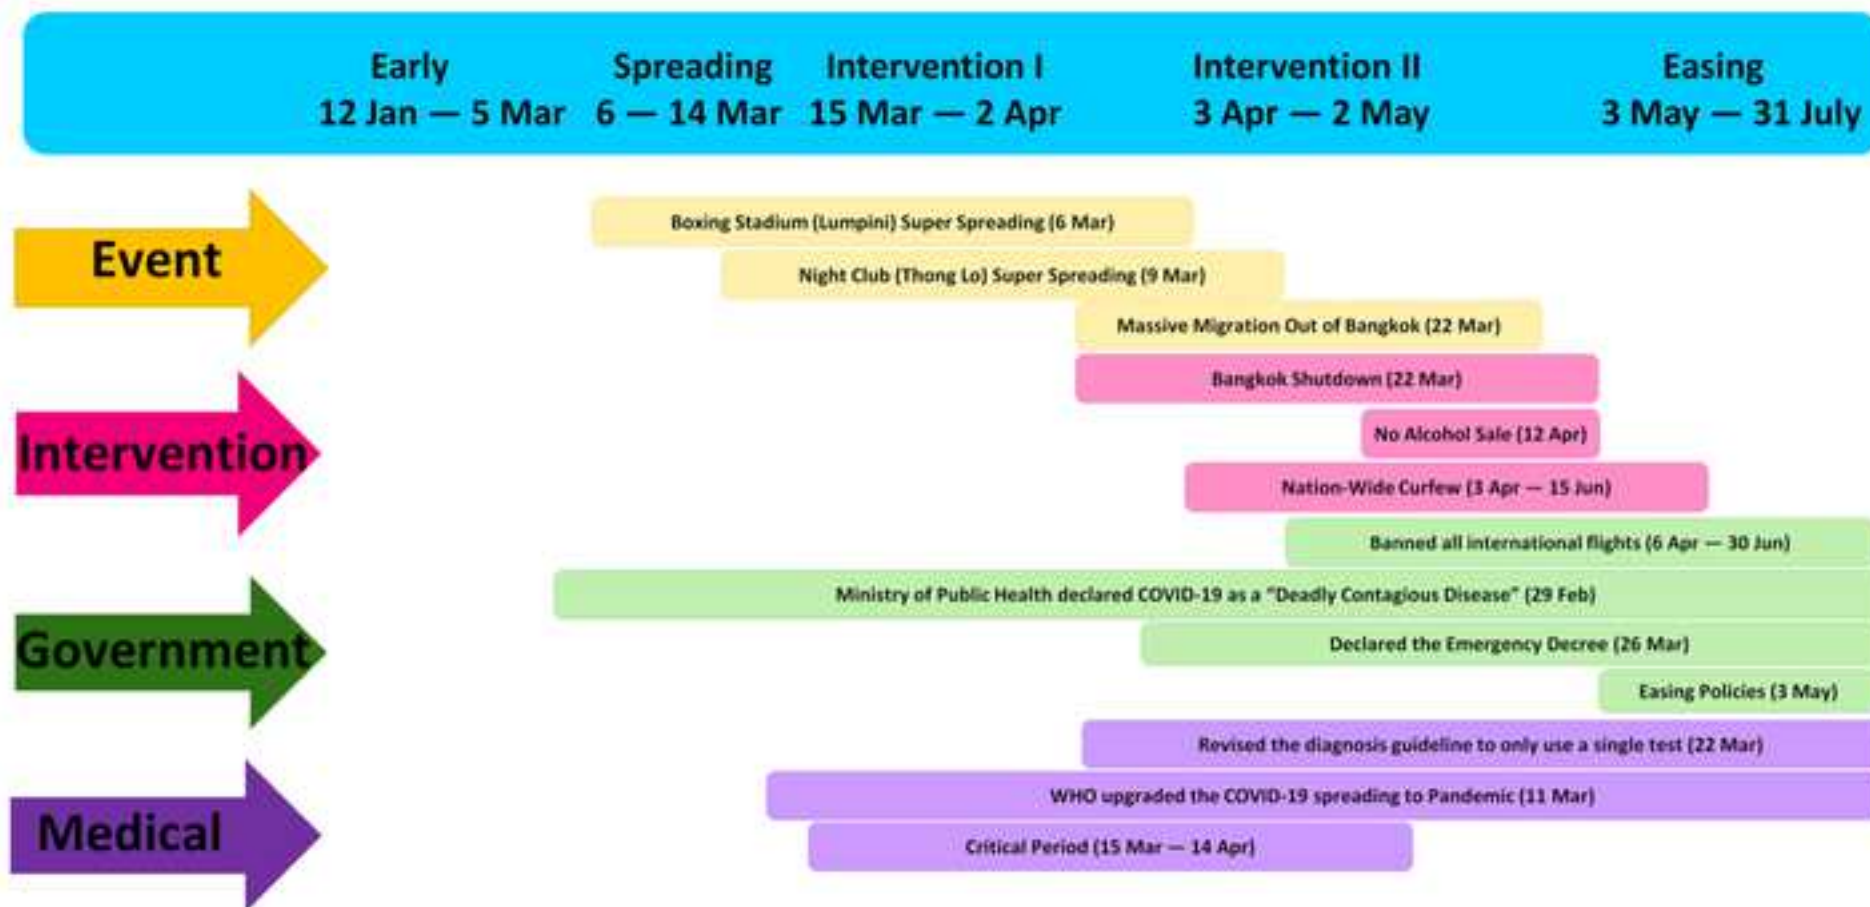 Early
12 Jan — 5 Mar
Spreading
6 — 14 Mar
Intervention I
15 Mar — 2 Apr
Intervention II
3 Apr — 2 May
Easing
3 May — 31 July
Event
Boxing Stadium (Lumpini) Super Spreading (6 Mar)
Night Club (Thong Lo) Super Spreading (9 Mar)
Massive Migration Out of Bangkok (22 Mar)
Intervention
Bangkok Shutdown (22 Mar)
No Alcohol Sale (12 Apr)
Nation-Wide Curfew (3 Apr — 15 Jun)
Government
Banned all international flights (6 Apr — 30 Jun)
Ministry of Public Health declared COVID-19 as a “Deadly Contagious Disease” (29 Feb)
Declared the Emergency Decree (26 Mar)
Easing Policies (3 May)
Medical
Revised the diagnosis guideline to only use a single test (22 Mar)
WHO upgraded the COVID-19 spreading to Pandemic (11 Mar)
Critical Period (15 Mar — 14 Apr)